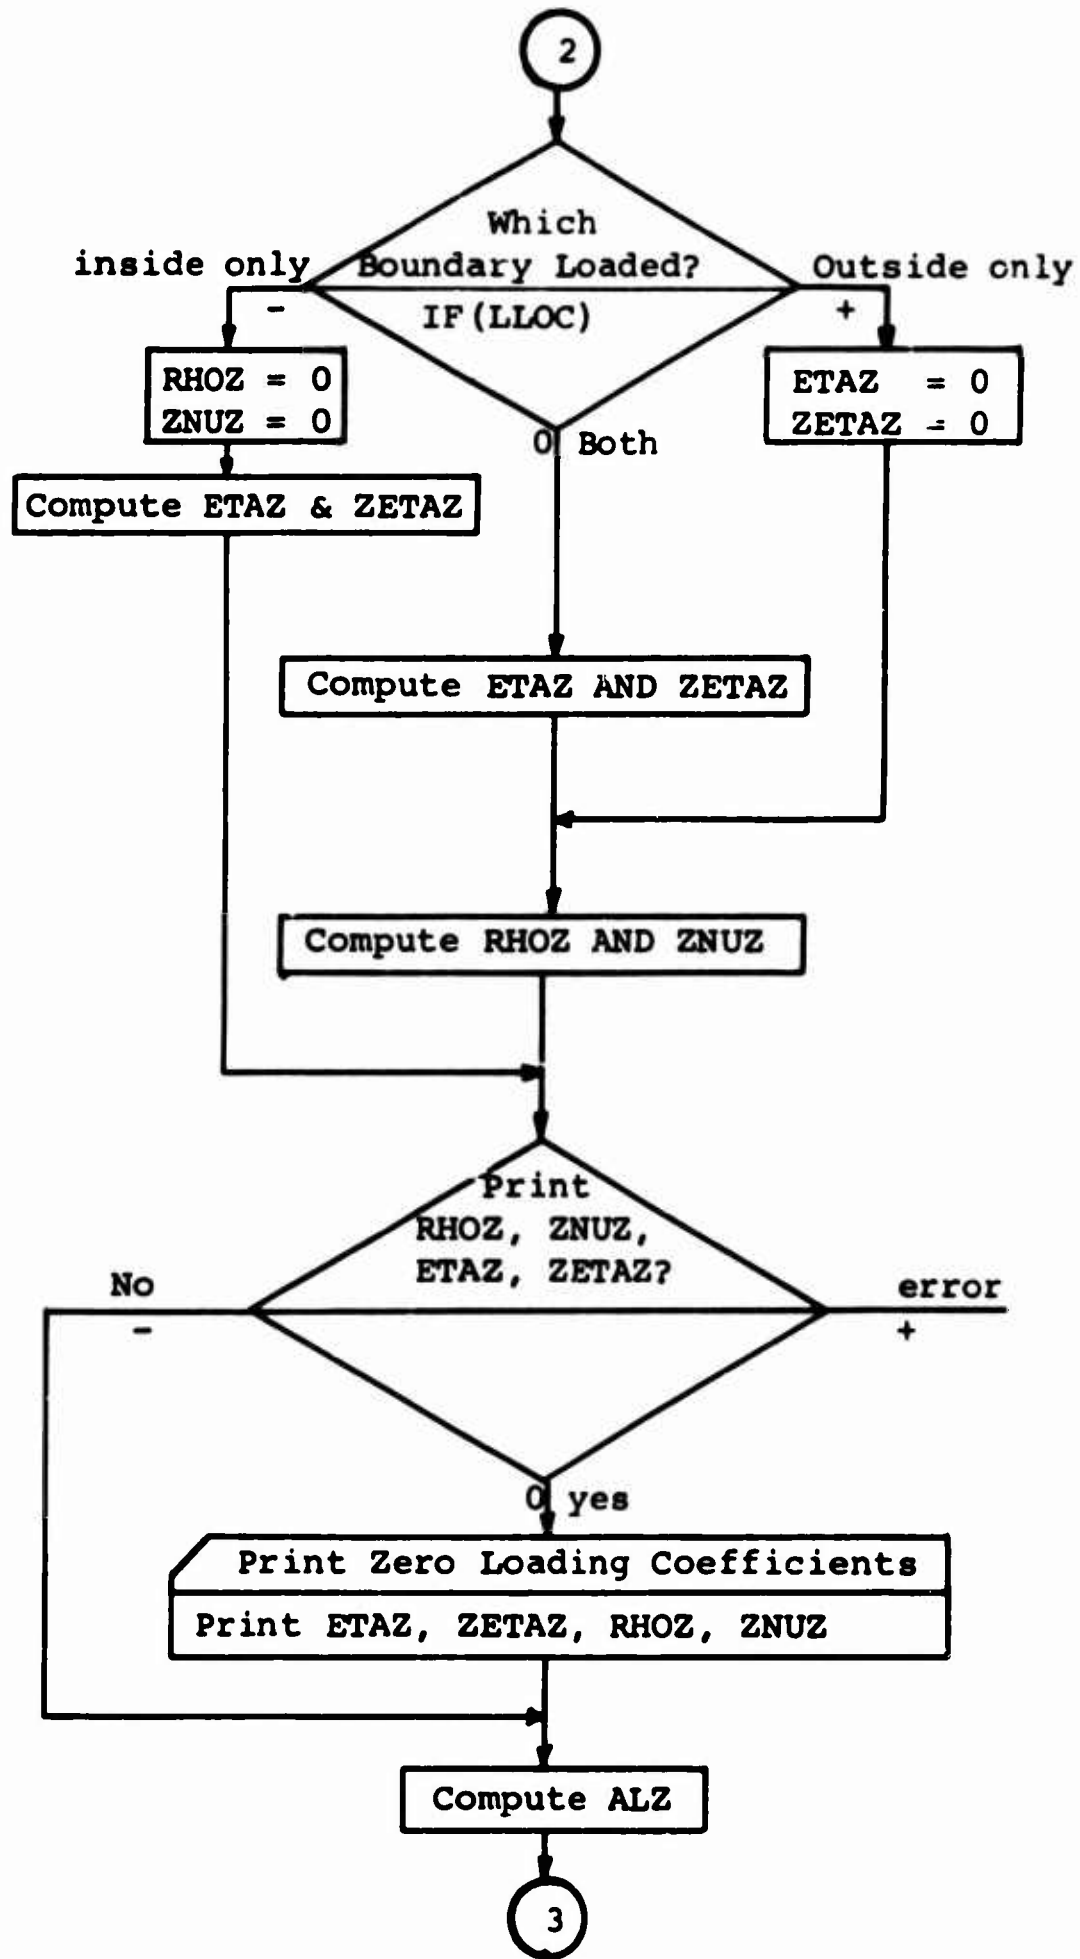 2
Which
Boundary Loaded?
IF(LLOC)
inside only
-
Outside only
+
RHOZ = 0
ZNUZ = 0
ETAZ = 0
ZETAZ = 0
0 Both
Compute ETAZ & ZETAZ
Compute ETAZ AND ZETAZ
Compute RHOZ AND ZNUZ
Print
RHOZ, ZNUZ,
ETAZ, ZETAZ?
No
-
error
+
0 yes
Print Zero Loading Coefficients
Print ETAZ, ZETAZ, RHOZ, ZNUZ
Compute ALZ
3